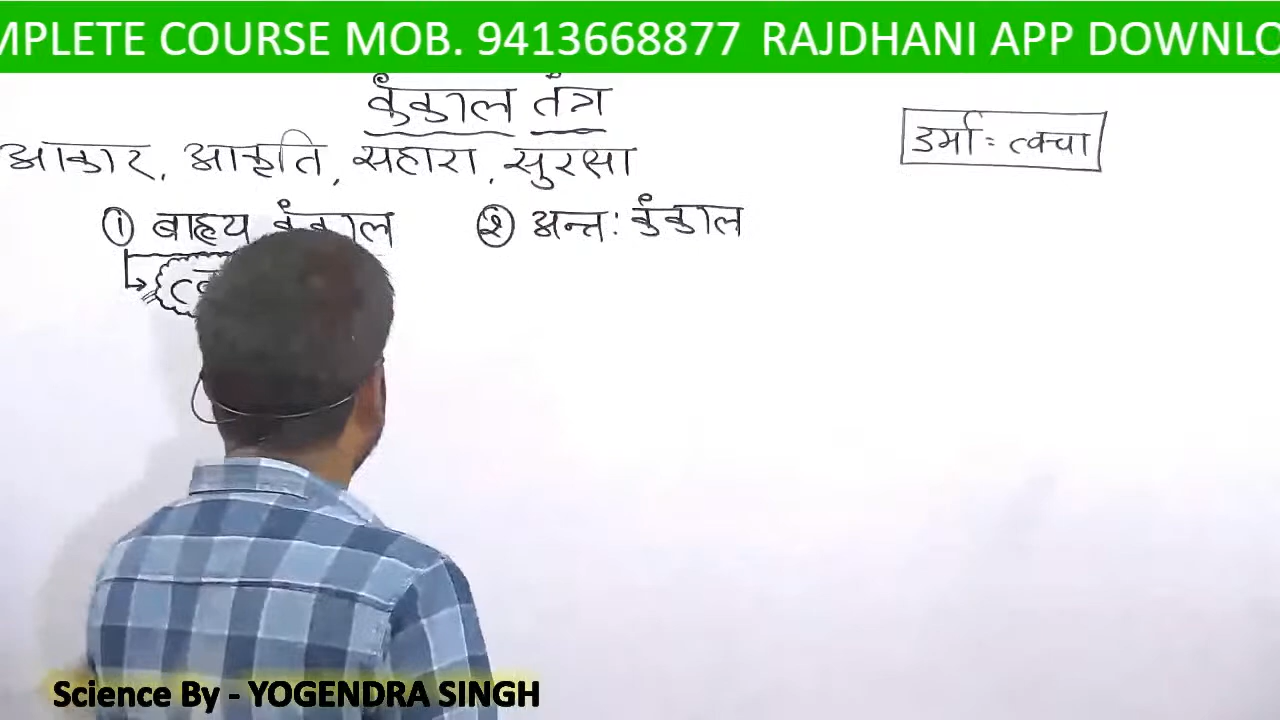 MPLETE COURSE MOB. 9413668877 RAJDHANI APP DOWNLO
कंकाल तंत्र
आकार, आकृति, सहारा, सुरक्षा
डर्मा = त्वचा
① बाह्य कंकाल ② अन्तः कंकाल
Science By - YOGENDRA SINGH